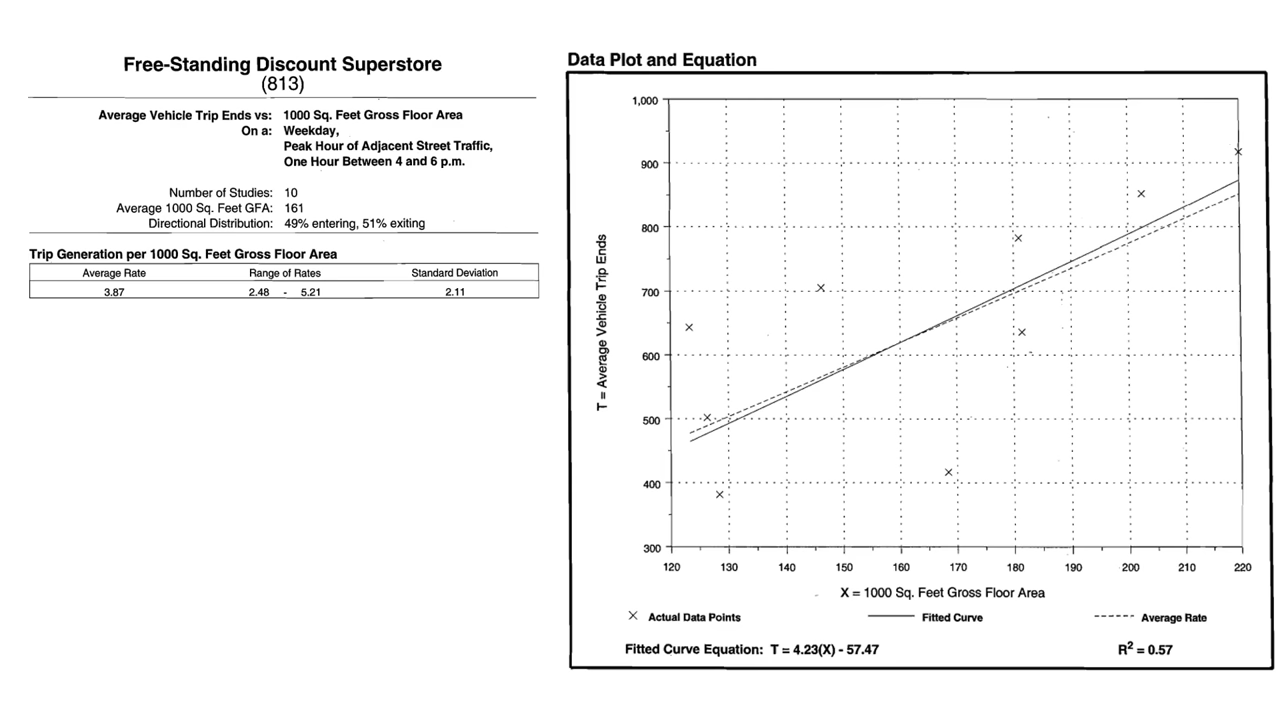 Free-Standing Discount Superstore
(813)
Average Vehicle Trip Ends vs: 1000 Sq. Feet Gross Floor Area
On a: Weekday,
Peak Hour of Adjacent Street Traffic,
One Hour Between 4 and 6 p.m.
Number of Studies: 10
Average 1000 Sq. Feet GFA: 161
Directional Distribution: 49% entering, 51% exiting
Trip Generation per 1000 Sq. Feet Gross Floor Area
Average Rate Range of Rates Standard Deviation
3.87 2.48 - 5.21 2.11
Data Plot and Equation
T = Average Vehicle Trip Ends
1,000
900
800
700
600
500
400
300
120 130 140 150 160 170 180 190 200 210 220
X = 1000 Sq. Feet Gross Floor Area
× Actual Data Points Fitted Curve Average Rate
Fitted Curve Equation: T = 4.23(X) - 57.47 R² = 0.57